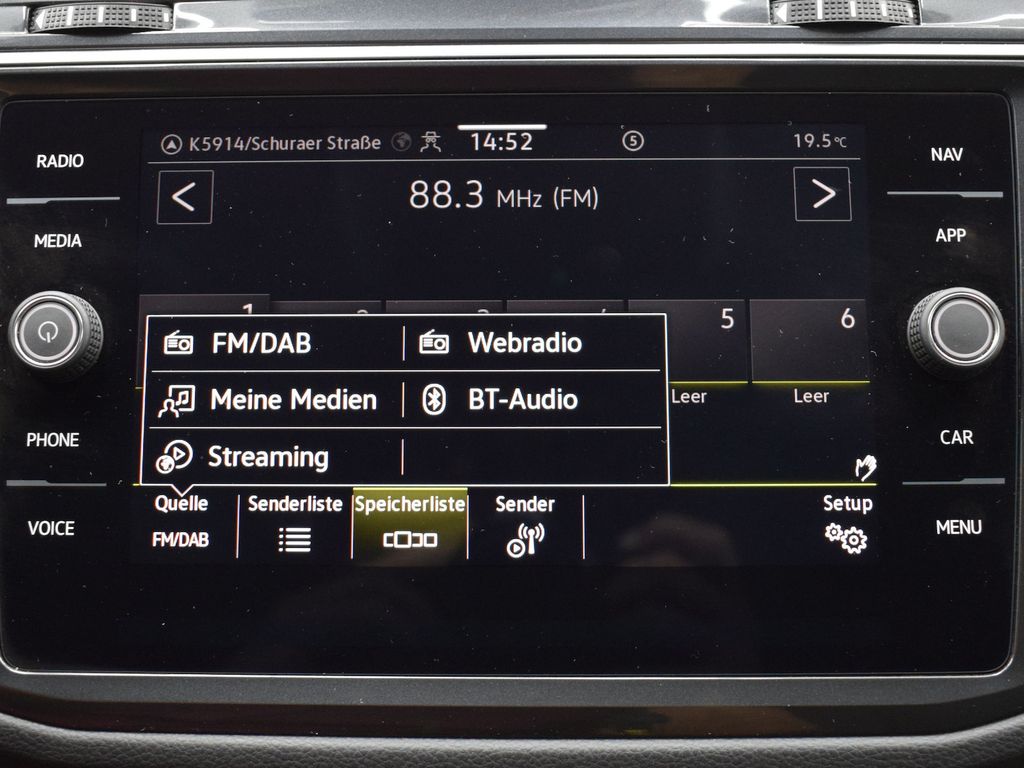 K5914/Schuraer Straße 14:52 5 19.5°C
RADIO
NAV
88.3 MHz (FM)
MEDIA
APP
5 6
FM/DAB Webradio
Leer Leer
Meine Medien BT-Audio
PHONE
CAR
Streaming
Quelle Senderliste Speicherliste Sender Setup
VOICE
MENU
FM/DAB